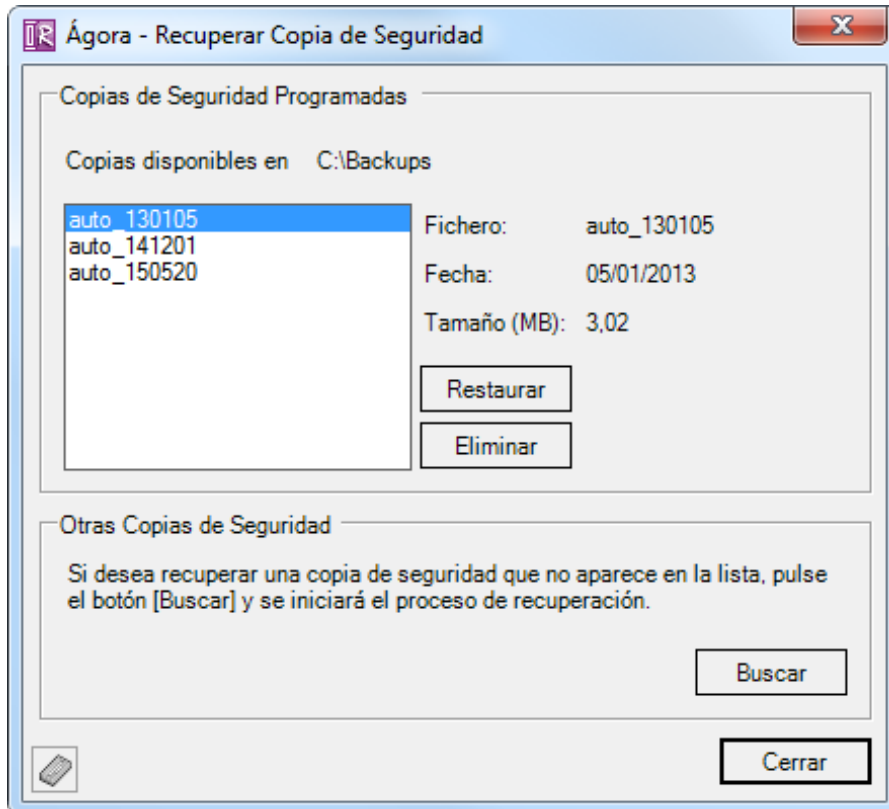 Ágora - Recuperar Copia de Seguridad
Copias de Seguridad Programadas
Copias disponibles en C:\Backups
auto_130105
auto_141201
auto_150520
Fichero: auto_130105
Fecha: 05/01/2013
Tamaño (MB): 3,02
Restaurar
Eliminar
Otras Copias de Seguridad
Si desea recuperar una copia de seguridad que no aparece en la lista, pulse
el botón [Buscar] y se iniciará el proceso de recuperación.
Buscar
Cerrar